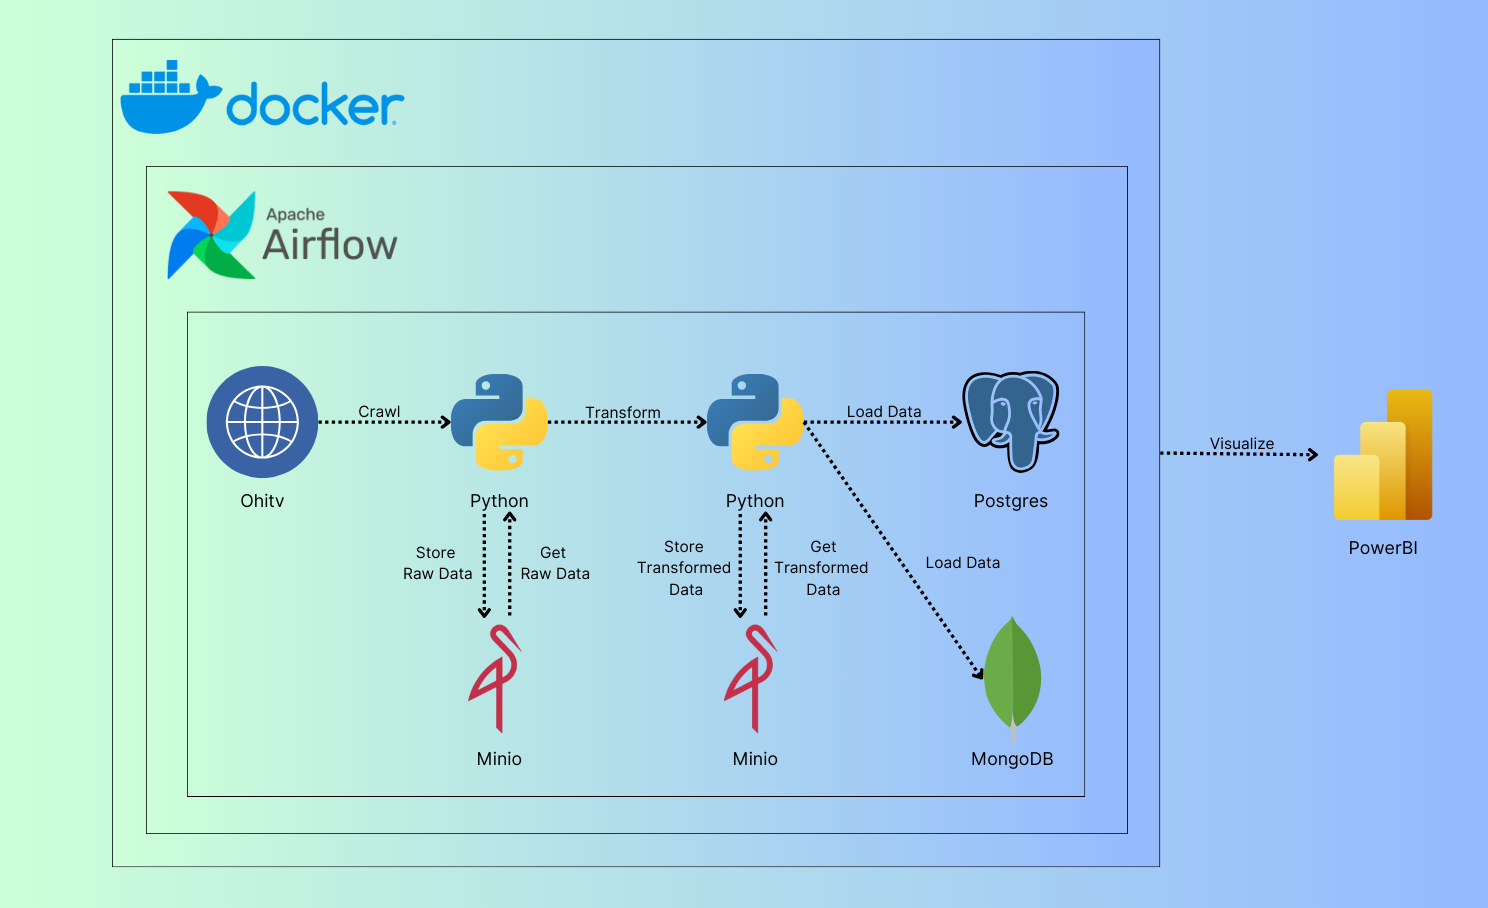 docker
Apache
Airflow
Crawl
Transform
Load Data
Visualize
Ohitv
Python
Python
Postgres
PowerBI
Store
Raw Data
Get
Raw Data
Store
Transformed
Data
Get
Transformed
Data
Load Data
Minio
Minio
MongoDB